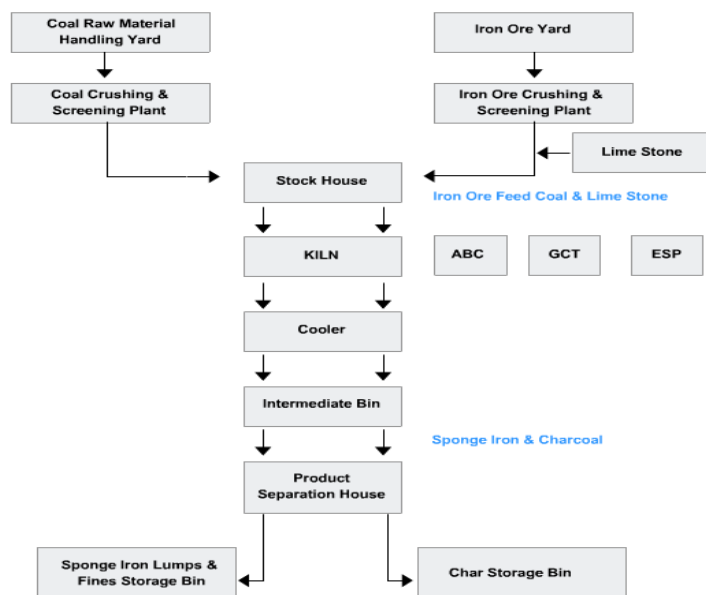 Coal Raw Material
Handling Yard
Iron Ore Yard
Coal Crushing &
Screening Plant
Iron Ore Crushing &
Screening Plant
Lime Stone
Stock House
Iron Ore Feed Coal & Lime Stone
KILN
ABC
GCT
ESP
Cooler
Intermediate Bin
Sponge Iron & Charcoal
Product
Separation House
Sponge Iron Lumps &
Fines Storage Bin
Char Storage Bin